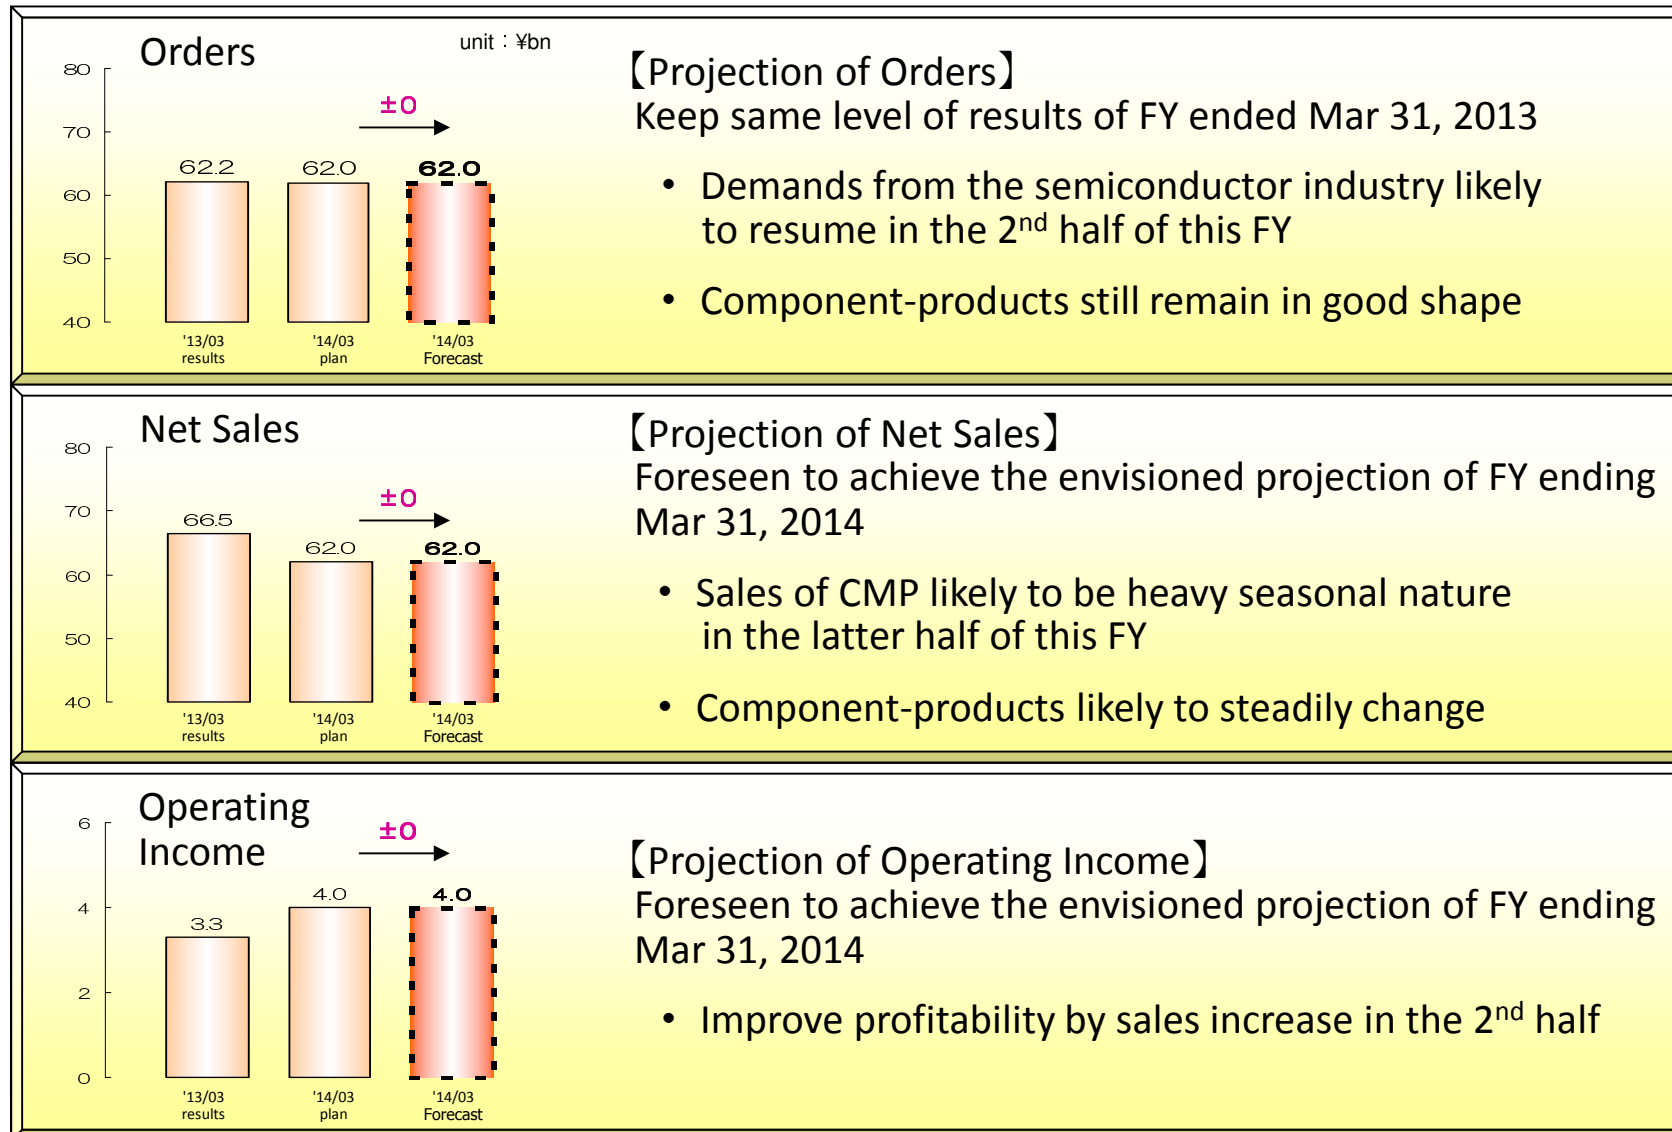 Orders
unit：¥bn
80
70
60
50
40
±0
62.2
62.0
62.0
'13/03
results
'14/03
plan
'14/03
Forecast
【Projection of Orders】
Keep same level of results of FY ended Mar 31, 2013
• Demands from the semiconductor industry likely
to resume in the 2nd half of this FY
• Component-products still remain in good shape
Net Sales
80
70
60
50
40
±0
66.5
62.0
62.0
'13/03
results
'14/03
plan
'14/03
Forecast
【Projection of Net Sales】
Foreseen to achieve the envisioned projection of FY ending
Mar 31, 2014
• Sales of CMP likely to be heavy seasonal nature
in the latter half of this FY
• Component-products likely to steadily change
Operating
Income
6
4
2
0
±0
3.3
4.0
4.0
'13/03
results
'14/03
plan
'14/03
Forecast
【Projection of Operating Income】
Foreseen to achieve the envisioned projection of FY ending
Mar 31, 2014
• Improve profitability by sales increase in the 2nd half